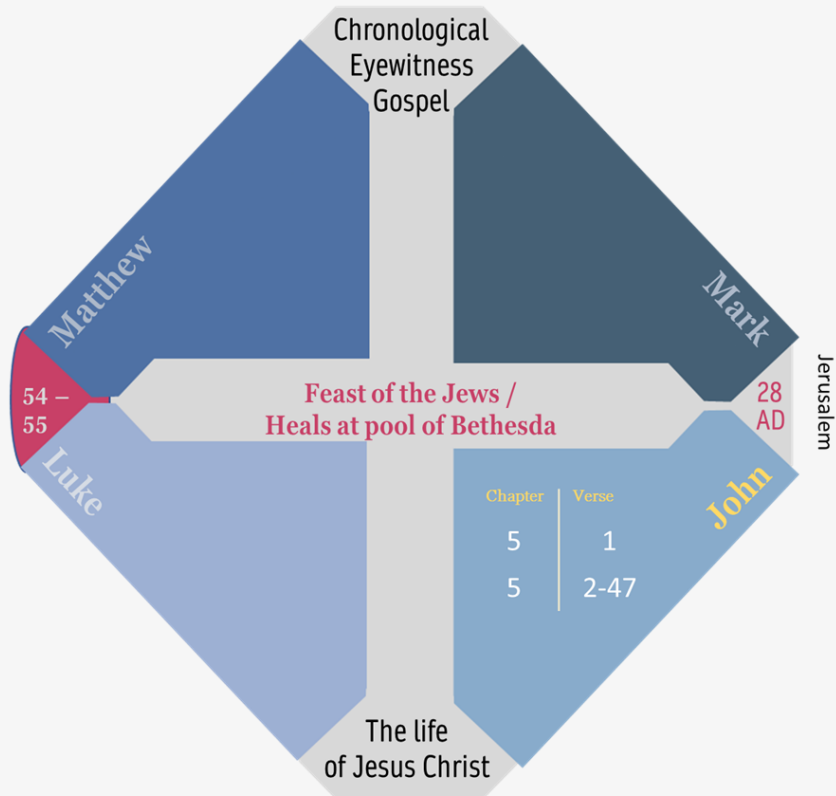 Chronological
Eyewitness
Gospel
Matthew
Mark
54 –
55
Feast of the Jews /
Heals at pool of Bethesda
28
AD
Jerusalem
Luke
John
Chapter Verse
5 1
5 2-47
The life
of Jesus Christ